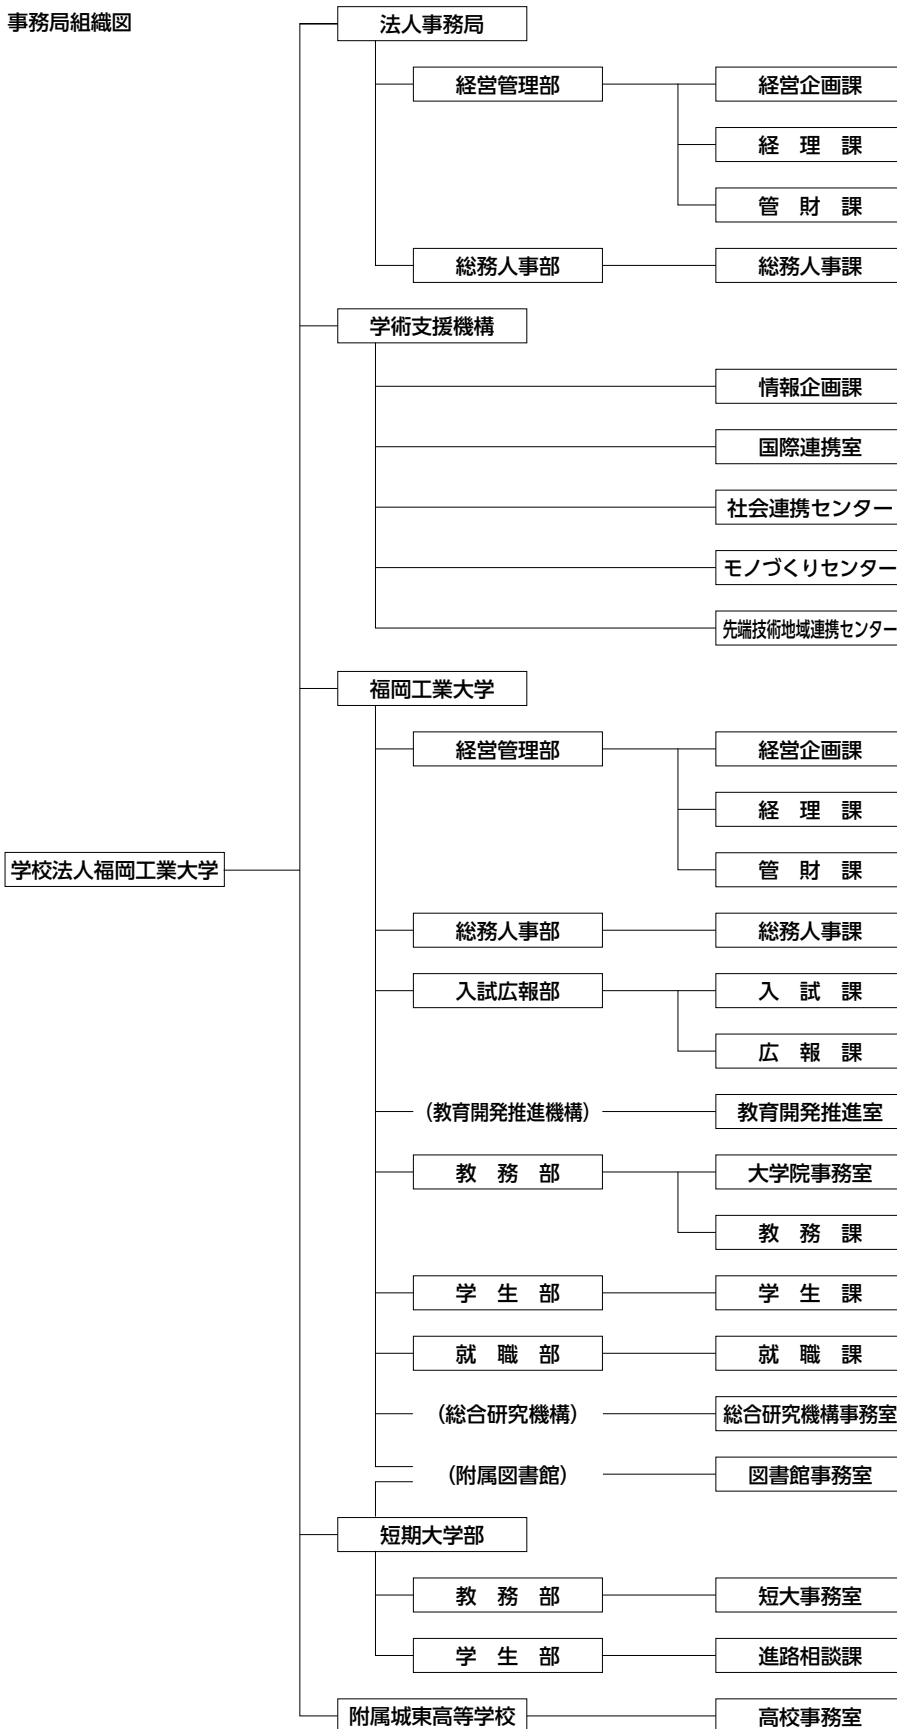 事務局組織図
法人事務局
経営管理部 経営企画課
経 理 課
管 財 課
総務人事部 総務人事課
学術支援機構
情報企画課
国際連携室
社会連携センター
モノづくりセンター
先端技術地域連携センター
福岡工業大学
経営管理部 経営企画課
経 理 課
学校法人福岡工業大学 管 財 課
総務人事部 総務人事課
入試広報部 入 試 課
広 報 課
（教育開発推進機構） 教育開発推進室
教 務 部 大学院事務室
教 務 課
学 生 部 学 生 課
就 職 部 就 職 課
（総合研究機構） 総合研究機構事務室
（附属図書館） 図書館事務室
短期大学部
教 務 部 短大事務室
学 生 部 進路相談課
附属城東高等学校 高校事務室